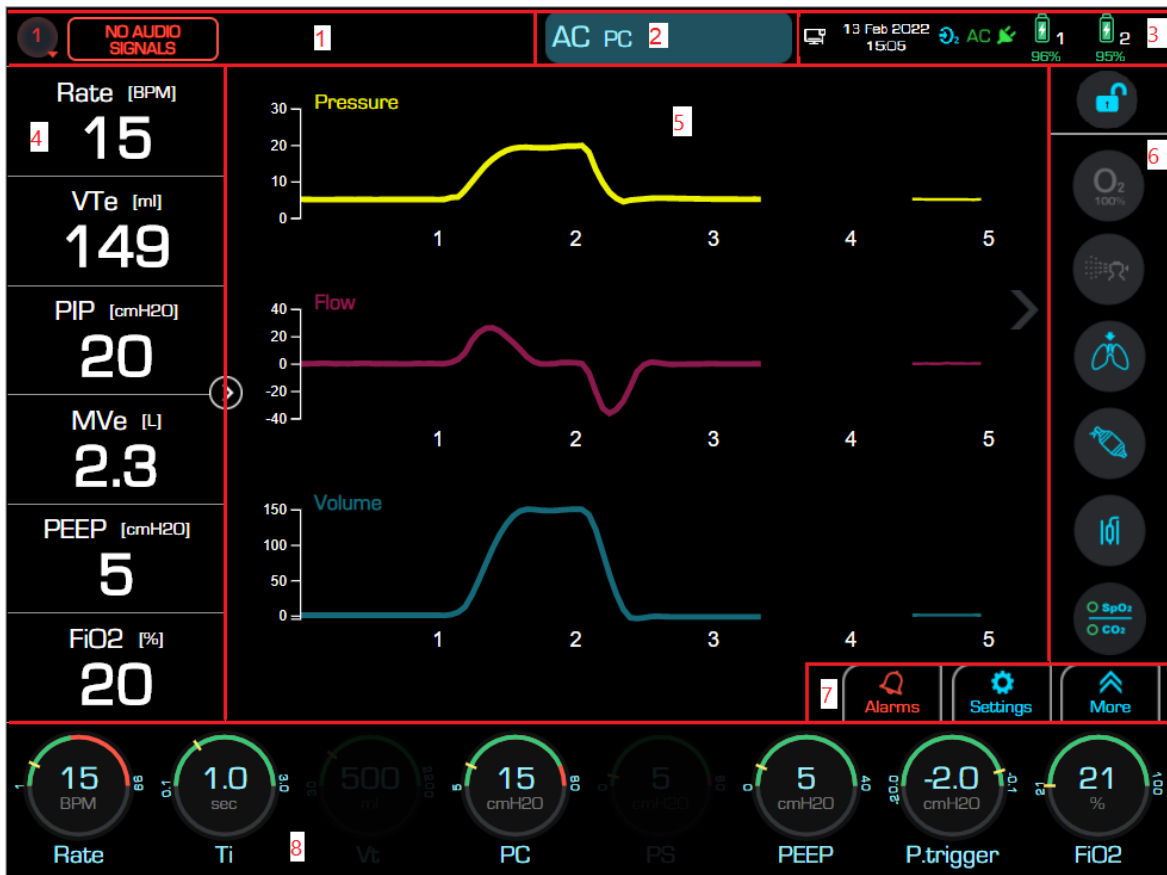 1
NO AUDIO
SIGNALS
1
AC PC 2
13 Feb 2022
15:05
O2 AC
1
96%
2
95%
3
Rate [BPM]
4
15
VTe [ml]
149
PIP [cmH2O]
20
MVe [L]
2.3
PEEP [cmH2O]
5
FiO2 [%]
20
Pressure
5
30
20
10
0
1 2 3 4 5
Flow
40
20
0
-20
-40
1 2 3 4 5
Volume
150
100
50
0
1 2 3 4 5
6
O2
100%
SpO2
CO2
7
Alarms
Settings
More
1
15
BPM
99
Rate
0.1
1.0
sec
3.0
Ti
8
500
ml
Vt
5
15
cmH2O
60
PC
0
5
cmH2O
PS
0
5
cmH2O
40
PEEP
-20.0
-2.0
cmH2O
-0.1
P.trigger
21
21
%
100
FiO2